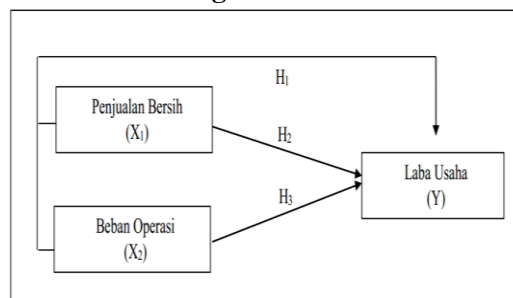 H₁
Penjualan Bersih
(X₁)
H₂
Laba Usaha
(Y)
H₃
Beban Operasi
(X₂)